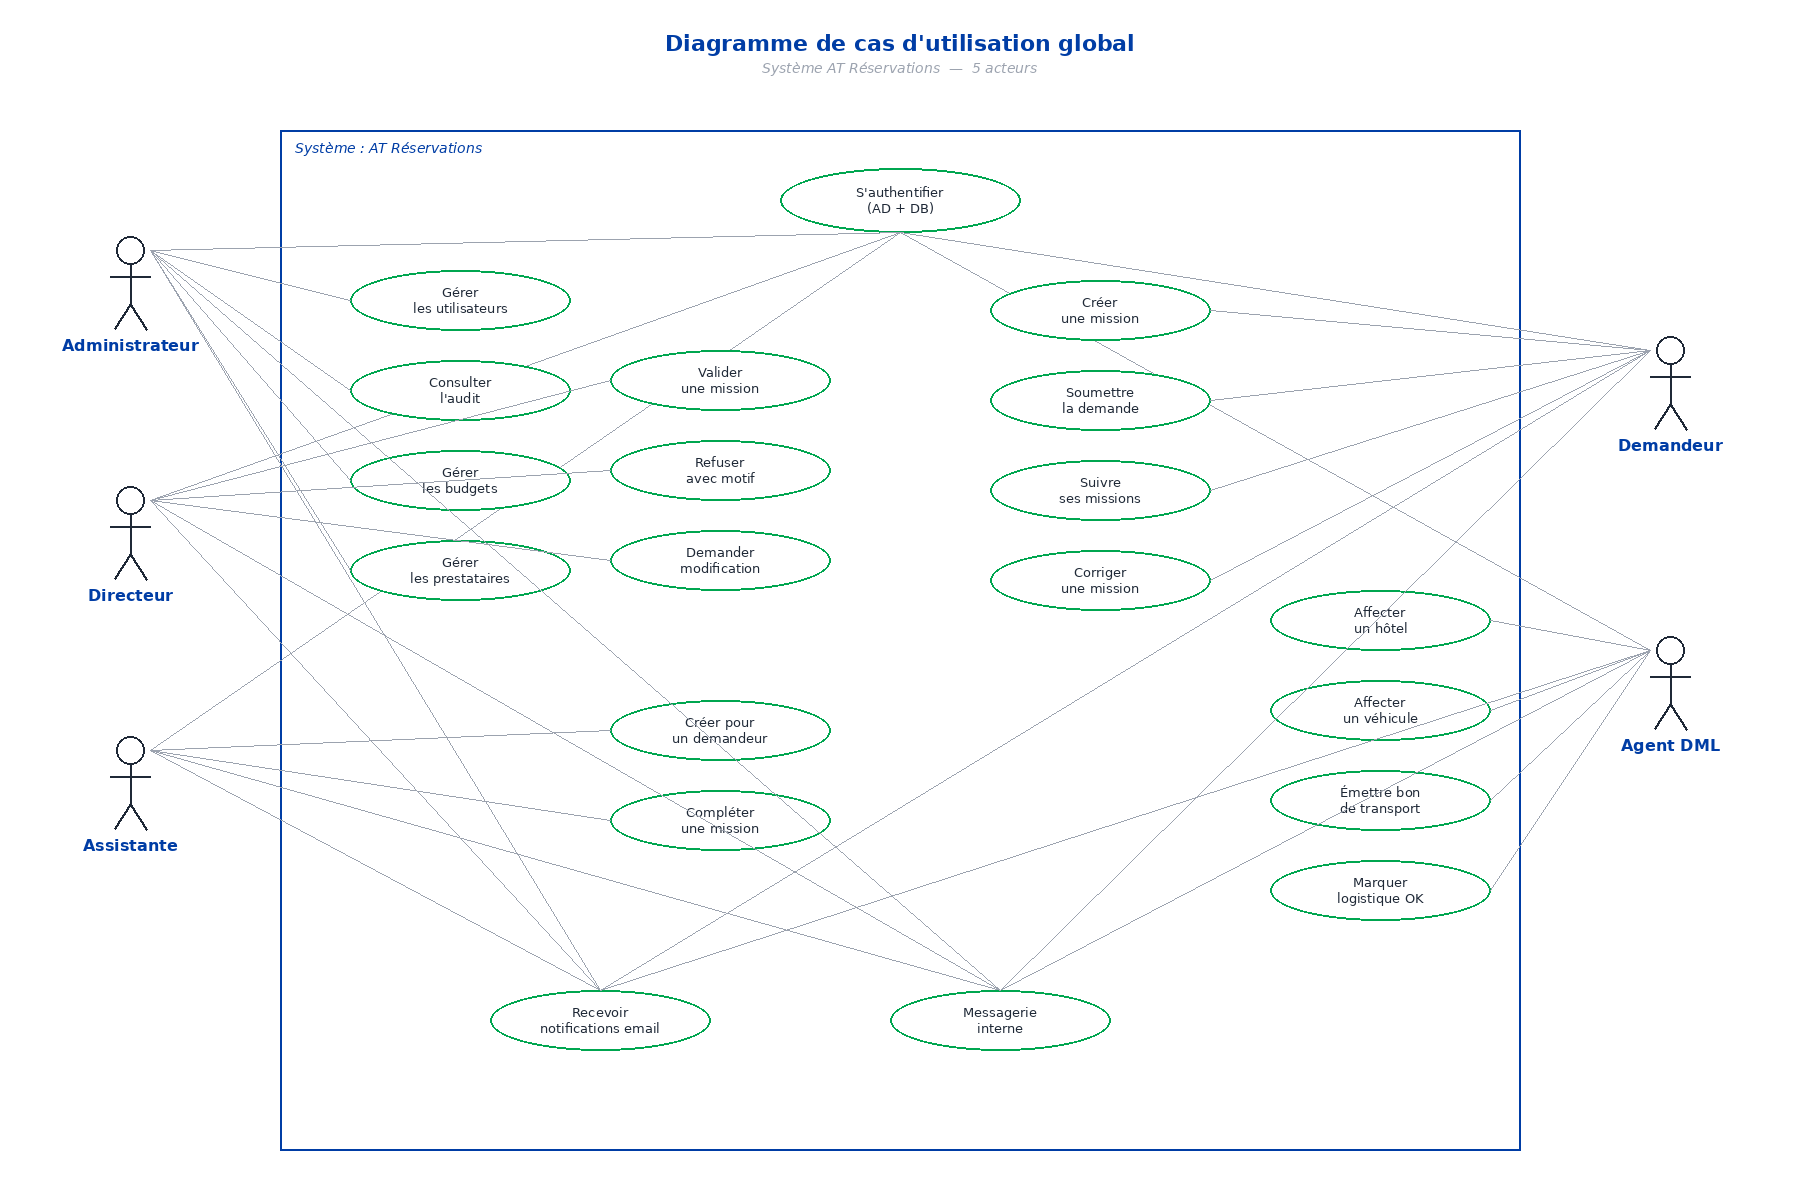 Diagramme de cas d'utilisation global
Système AT Réservations — 5 acteurs
Système : AT Réservations
S'authentifier
(AD + DB)
Administrateur
Directeur
Assistante
Gérer
les utilisateurs
Consulter
l'audit
Gérer
les budgets
Gérer
les prestataires
Valider
une mission
Refuser
avec motif
Demander
modification
Créer pour
un demandeur
Compléter
une mission
Créer
une mission
Soumettre
la demande
Suivre
ses missions
Corriger
une mission
Affecter
un hôtel
Affecter
un véhicule
Émettre bon
de transport
Marquer
logistique OK
Demandeur
Agent DML
Recevoir
notifications email
Messagerie
interne